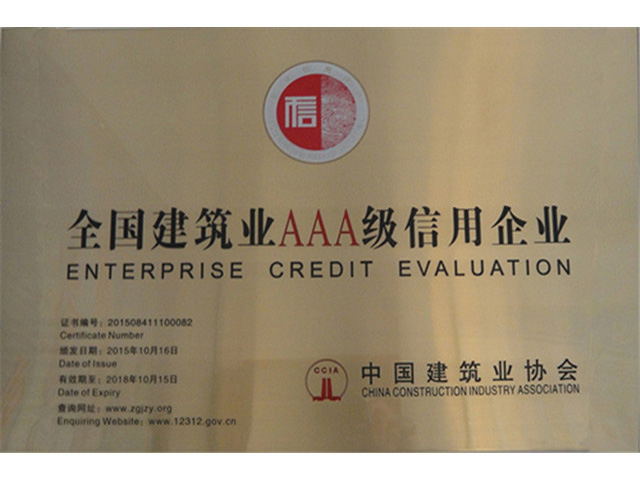 信
全国建筑业AAA级信用企业
ENTERPRISE CREDIT EVALUATION
证书编号：201508411100082
Certificate Number
颁发日期：2015年10月16日
Date of Issue
有效期至：2018年10月15日
Date of Expiry
查询网址：www.zgjzy.org
Enquiring Website：www.12312.gov.cn
CCIA
中国建筑业协会
CHINA CONSTRUCTION INDUSTRY ASSOCIATION